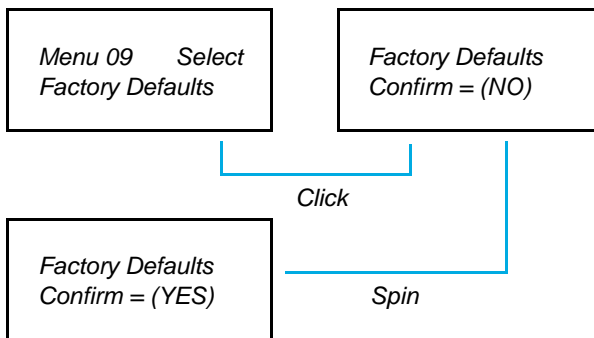 Menu 09 Select
Factory Defaults
Factory Defaults
Confirm = (NO)
Click
Factory Defaults
Confirm = (YES)
Spin